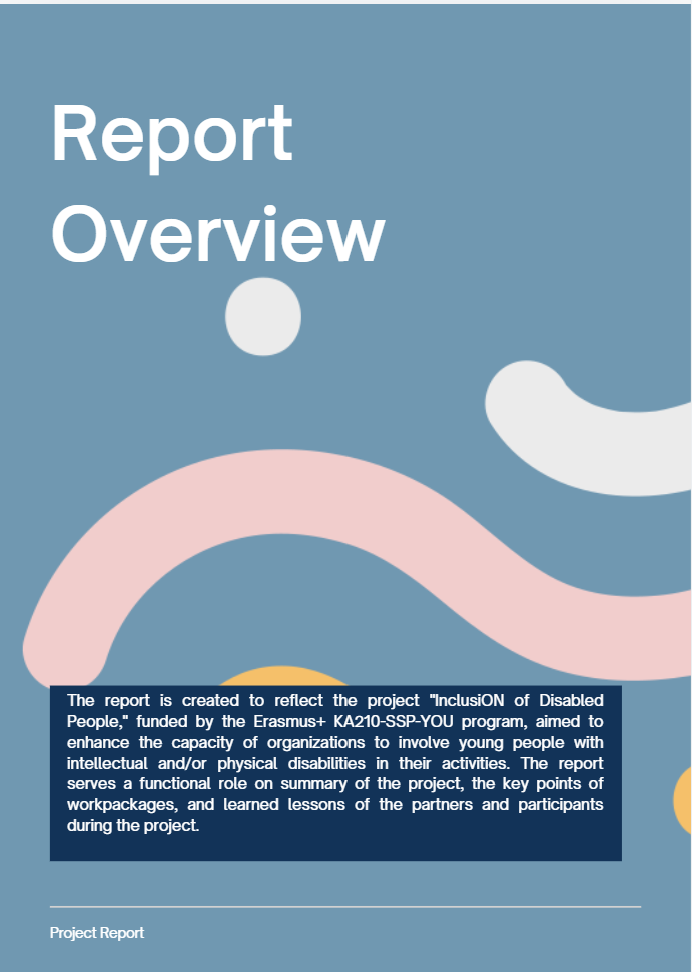 Report
Overview
The report is created to reflect the project "InclusiON of Disabled
People," funded by the Erasmus+ KA210-SSP-YOU program, aimed to
enhance the capacity of organizations to involve young people with
intellectual and/or physical disabilities in their activities. The report
serves a functional role on summary of the project, the key points of
workpackages, and learned lessons of the partners and participants
during the project.
Project Report